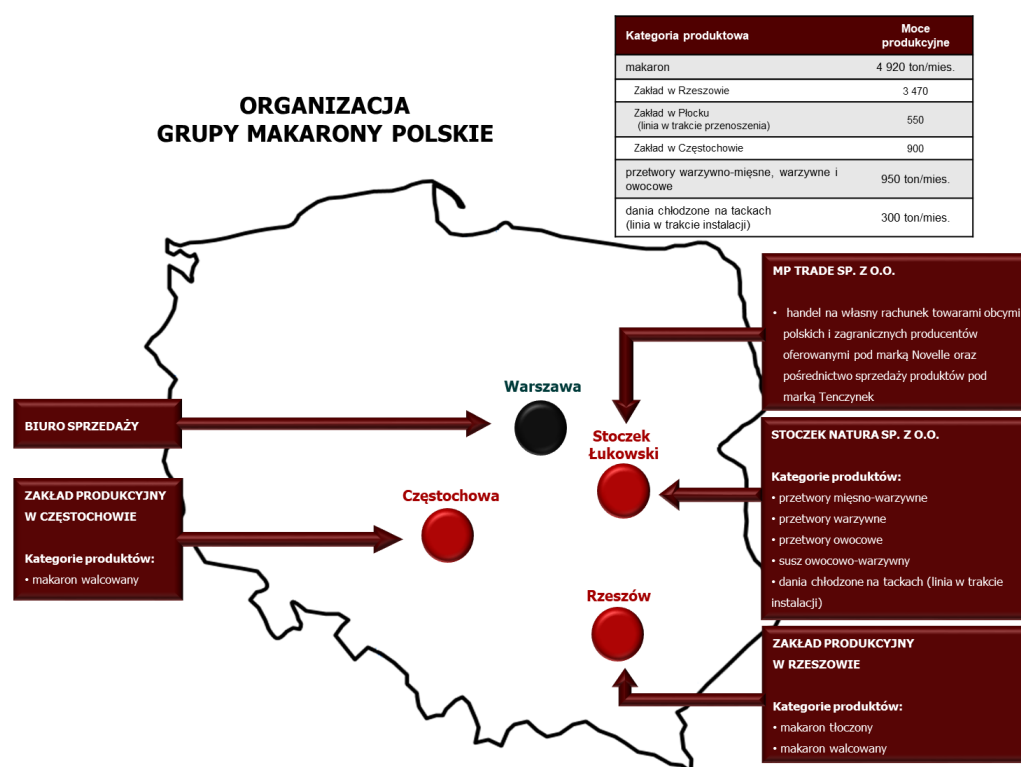 Kategoria produktowa
Moce
produkcyjne
makaron
4 920 ton/mies.
Zakład w Rzeszowie
3 470
Zakład w Płocku
(linia w trakcie przenoszenia)
550
Zakład w Częstochowie
900
przetwory warzywno-mięsne, warzywne i
owocowe
950 ton/mies.
dania chłodzone na tackach
(linia w trakcie instalacji)
300 ton/mies.
ORGANIZACJA
GRUPY MAKARONY POLSKIE
MP TRADE SP. Z O.O.
• handel na własny rachunek towarami obcymi
polskich i zagranicznych producentów
oferowanymi pod marką Novelle oraz
pośrednictwo sprzedaży produktów pod
marką Tenczynek
Warszawa
BIURO SPRZEDAŻY
Stoczek
Łukowski
STOCZEK NATURA SP. Z O.O.
Kategorie produktów:
• przetwory mięsno-warzywne
• przetwory warzywne
• przetwory owocowe
• susz owocowo-warzywny
• dania chłodzone na tackach (linia w trakcie
instalacji)
ZAKŁAD PRODUKCYJNY
W CZĘSTOCHOWIE
Kategorie produktów:
• makaron walcowany
Częstochowa
Rzeszów
ZAKŁAD PRODUKCYJNY
W RZESZOWIE
Kategorie produktów:
• makaron tłoczony
• makaron walcowany